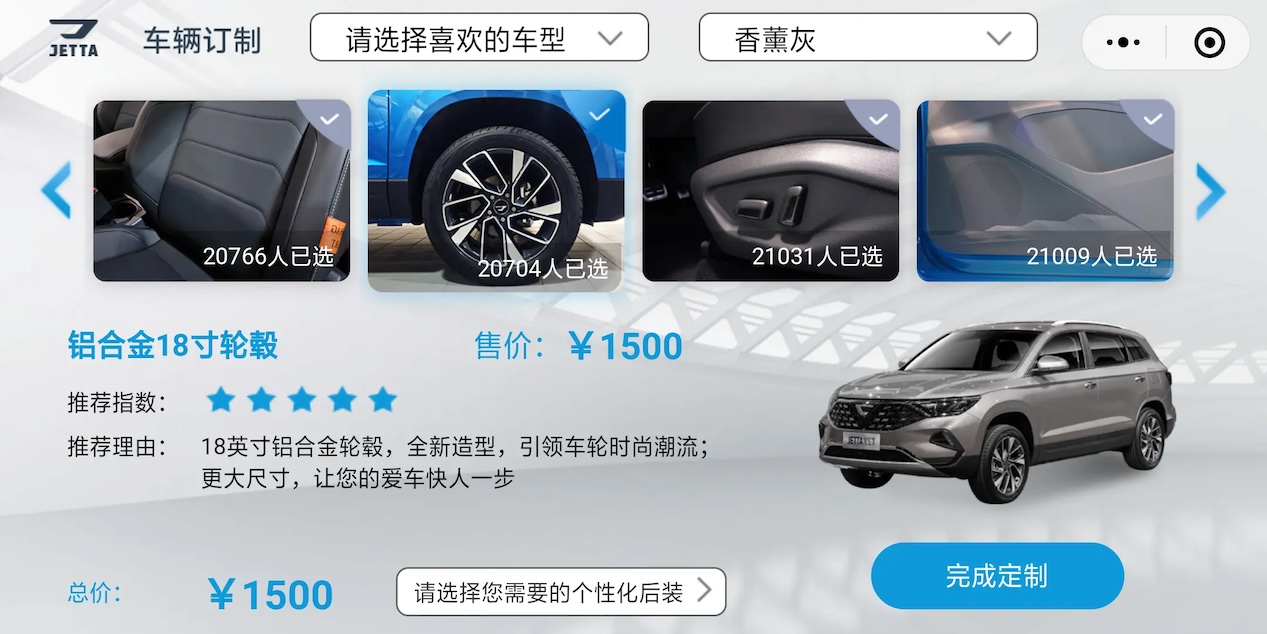 JETTA
车辆订制
请选择喜欢的车型
香薰灰
20766人已选
20704人已选
21031人已选
21009人已选
铝合金18寸轮毂
售价：￥1500
推荐指数：
推荐理由：
18英寸铝合金轮毂，全新造型，引领车轮时尚潮流；
更大尺寸，让您的爱车快人一步
总价：
￥1500
请选择您需要的个性化后装
完成定制